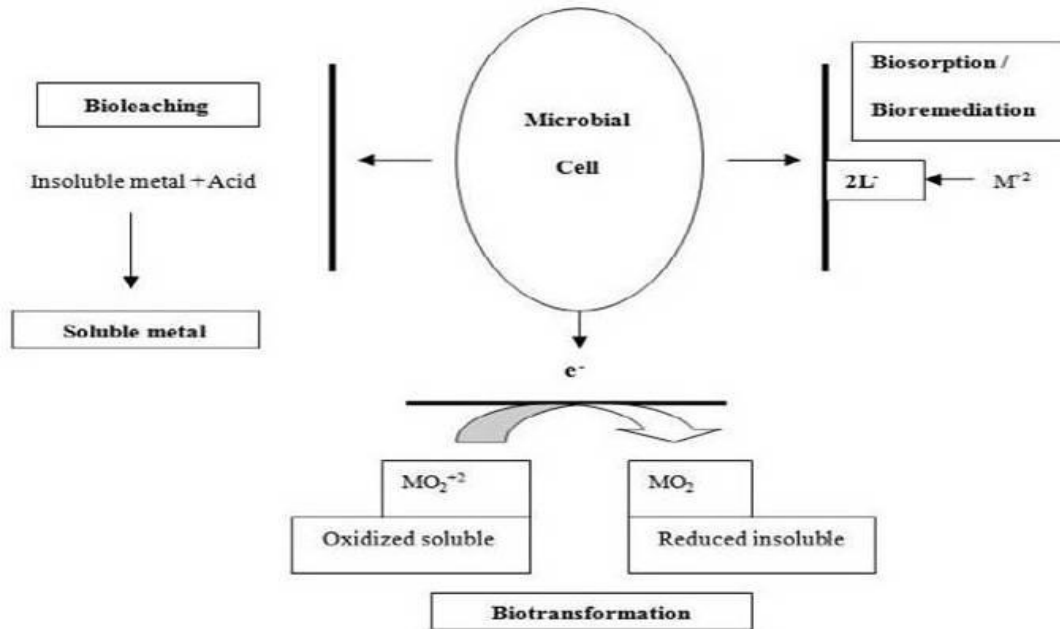 Bioleaching
Insoluble metal + Acid
Soluble metal
Microbial
Cell
Biosorption /
Bioremediation
2L⁻
M⁺²
e⁻
MO₂⁺²
Oxidized soluble
MO₂
Reduced insoluble
Biotransformation